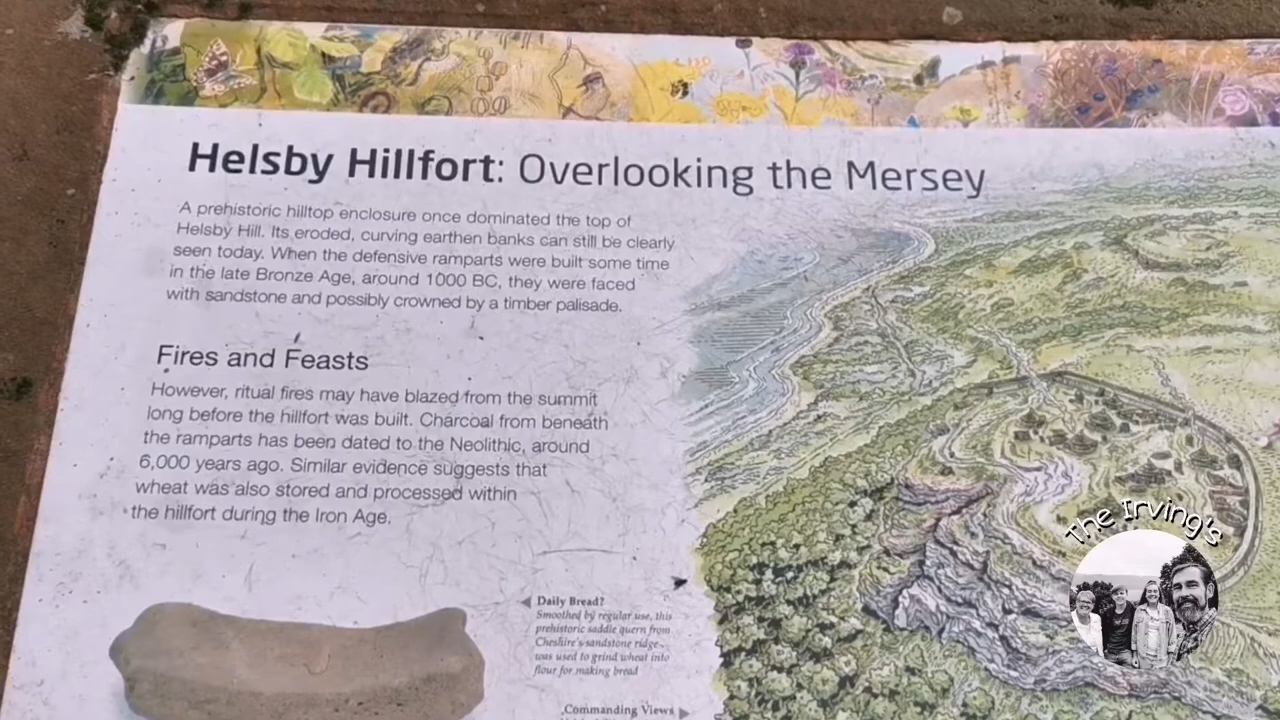 Helsby Hillfort: Overlooking the Mersey
A prehistoric hilltop enclosure once dominated the top of
Helsby Hill. Its eroded, curving earthen banks can still be clearly
seen today. When the defensive ramparts were built some time
in the late Bronze Age, around 1000 BC, they were faced
with sandstone and possibly crowned by a timber palisade.
Fires and Feasts
However, ritual fires may have blazed from the summit
long before the hillfort was built. Charcoal from beneath
the ramparts has been dated to the Neolithic, around
6,000 years ago. Similar evidence suggests that
wheat was also stored and processed within
the hillfort during the Iron Age.
Daily Bread?
Smoothed by regular use, this
prehistoric saddle quern from
Cheshire's sandstone ridge
was used to grind wheat into
flour for making bread
Commanding Views
The Irving's